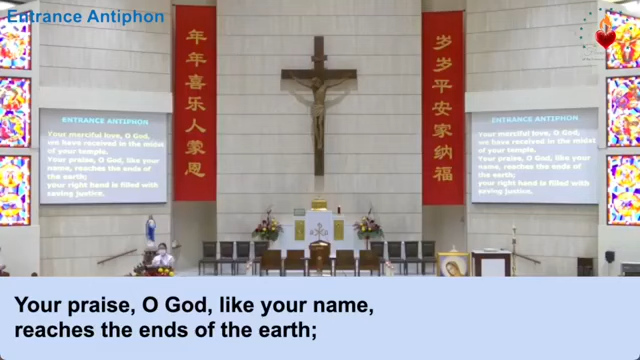 Entrance Antiphon
年年喜乐人蒙恩
岁岁平安家纳福
ENTRANCE ANTIPHON
Your merciful love, O God,
we have received in the midst
of your temple.
Your praise, O God, like your
name, reaches the ends of
the earth;
your right hand is filled with
saving justice.
ENTRANCE ANTIPHON
Your merciful love, O God,
we have received in the midst
of your temple.
Your praise, O God, like your
name, reaches the ends of
the earth;
your right hand is filled with
saving justice.
Your praise, O God, like your name,
reaches the ends of the earth;